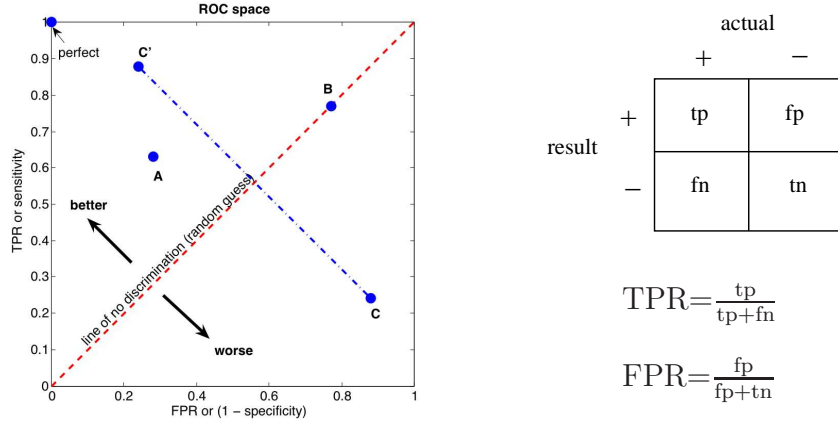 ROC space
1
0.9
0.8
0.7
0.6
0.5
0.4
0.3
0.2
0.1
0
0
0.2
0.4
0.6
0.8
1
TPR or sensitivity
FPR or (1 − specificity)
perfect
C'
B
A
C
better
worse
line of no discrimination (random guess)
actual
+ −
result
+ tp fp
− fn tn
TPR=tp/tp+fn
FPR=fp/fp+tn